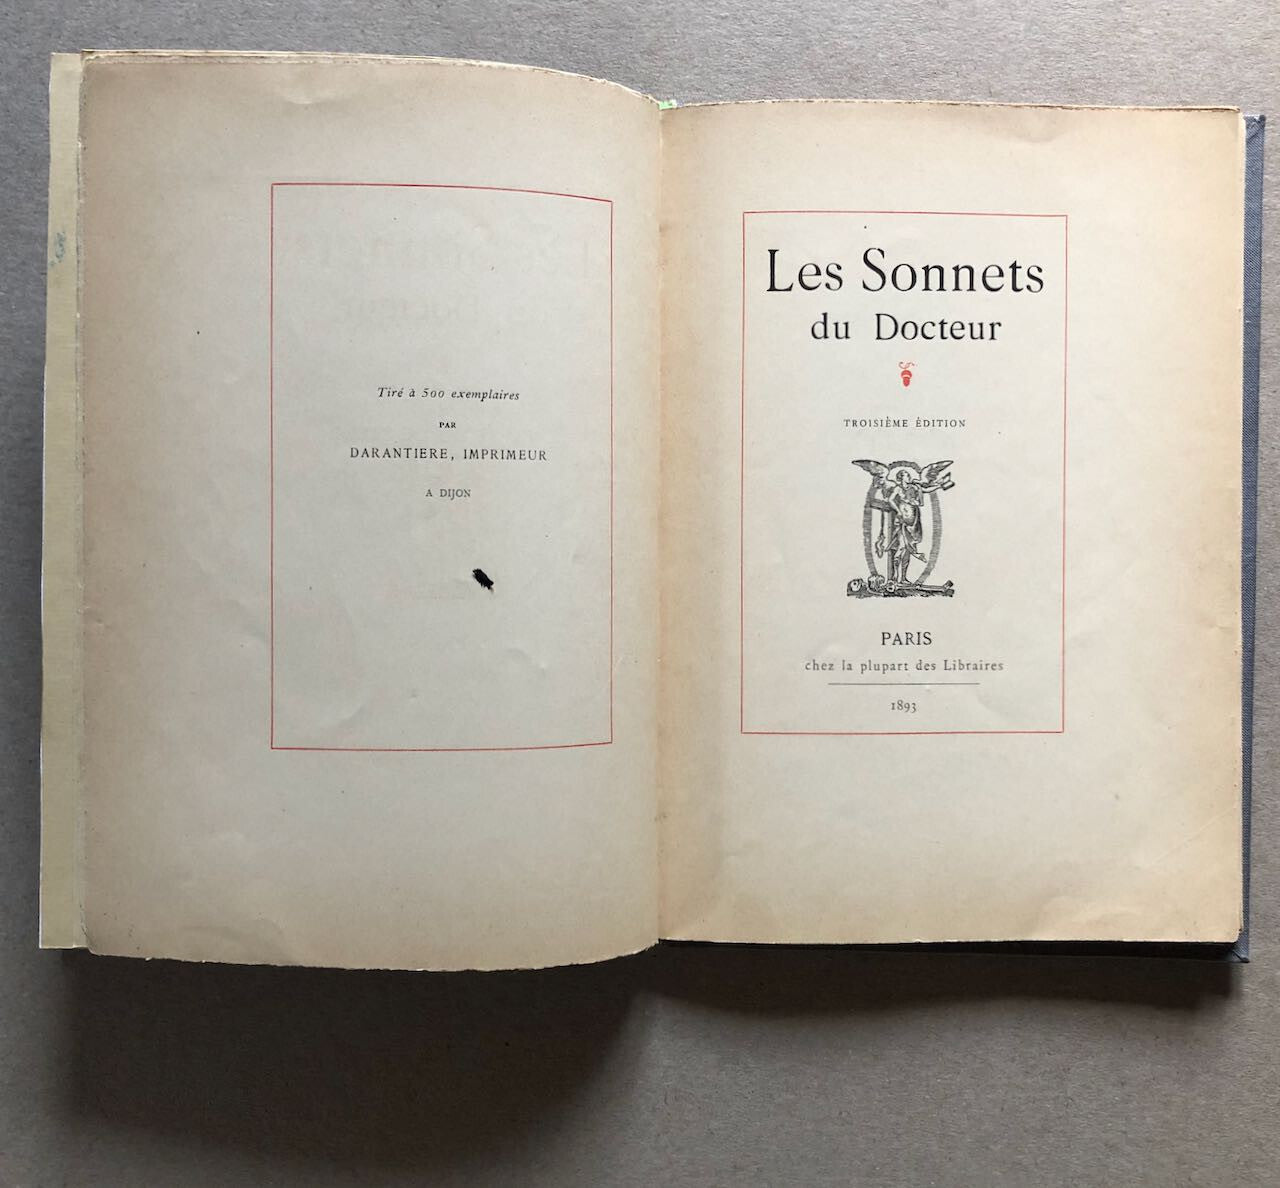 Tiré à 500 exemplaires
PAR
DARANTIERE, IMPRIMEUR
A DIJON
Les Sonnets
du Docteur
TROISIÈME ÉDITION
PARIS
chez la plupart des Libraires
1893